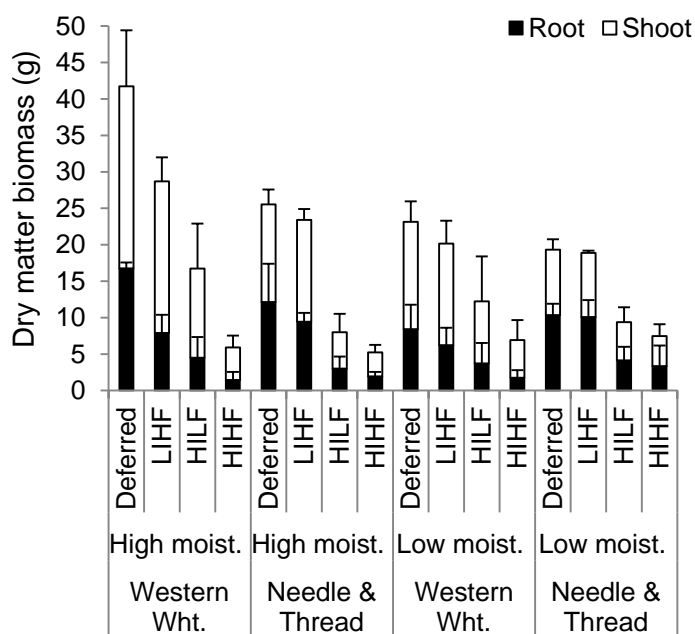 Root Shoot
Dry matter biomass (g)
50
45
40
35
30
25
20
15
10
5
0
Deferred LIHF HILF HIHF Deferred LIHF HILF HIHF Deferred LIHF HILF HIHF Deferred LIHF HILF HIHF
High moist. High moist. Low moist. Low moist.
Western Needle & Western Needle &
Wht. Thread Wht. Thread